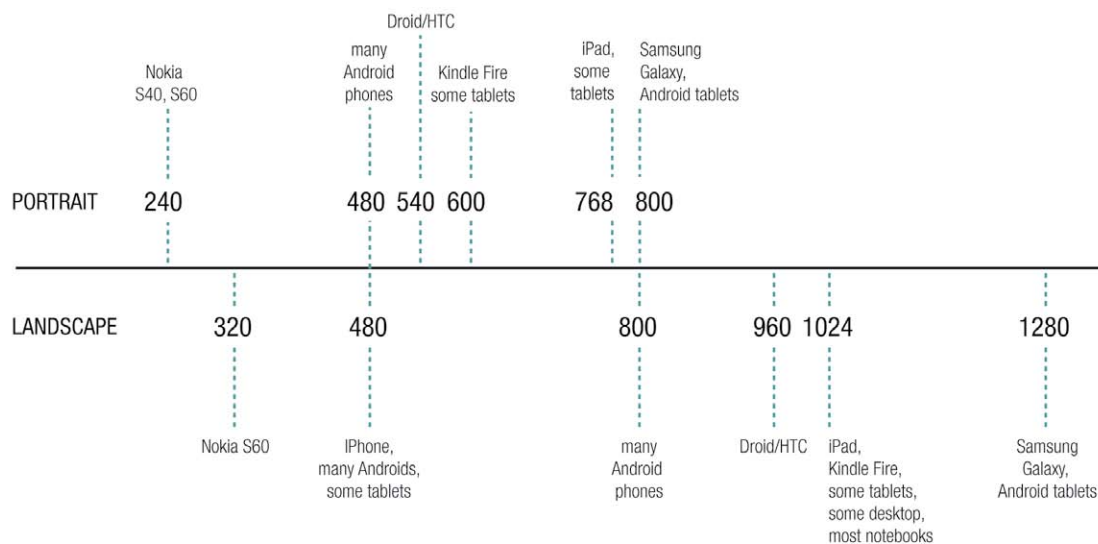 Droid/HTC
many
Android
phones
iPad,
some
tablets
Samsung
Galaxy,
Android tablets
Nokia
S40, S60
Kindle Fire
some tablets
PORTRAIT 240 480 540 600 768 800
LANDSCAPE 320 480 800 960 1024 1280
Nokia S60
IPhone,
many Androids,
some tablets
many
Android
phones
Droid/HTC
iPad,
Kindle Fire,
some tablets,
some desktop,
most notebooks
Samsung
Galaxy,
Android tablets